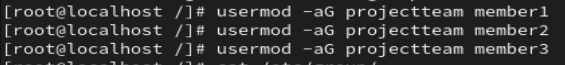 [root@localhost /]# usermod -aG projectteam member1
[root@localhost /]# usermod -aG projectteam member2
[root@localhost /]# usermod -aG projectteam member3